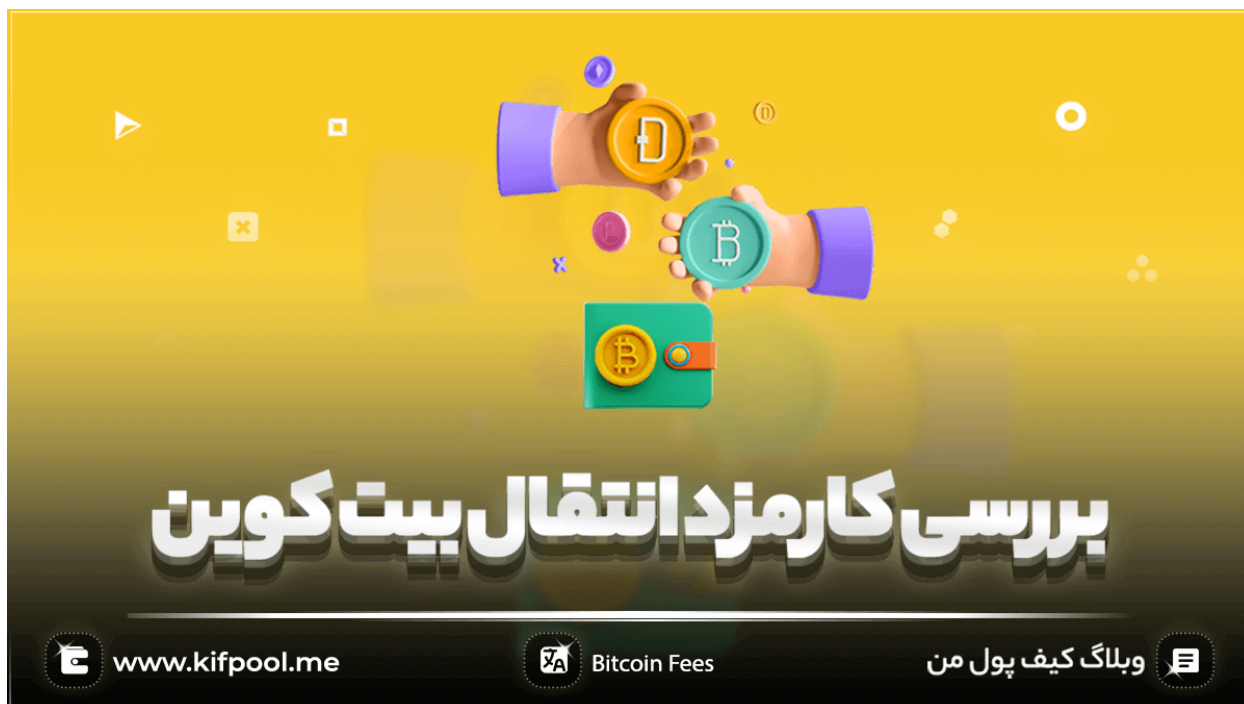 بررسی کارمزد انتقال بیت کوین
وبلاگ کیف پول من
Bitcoin Fees
www.kifpool.me